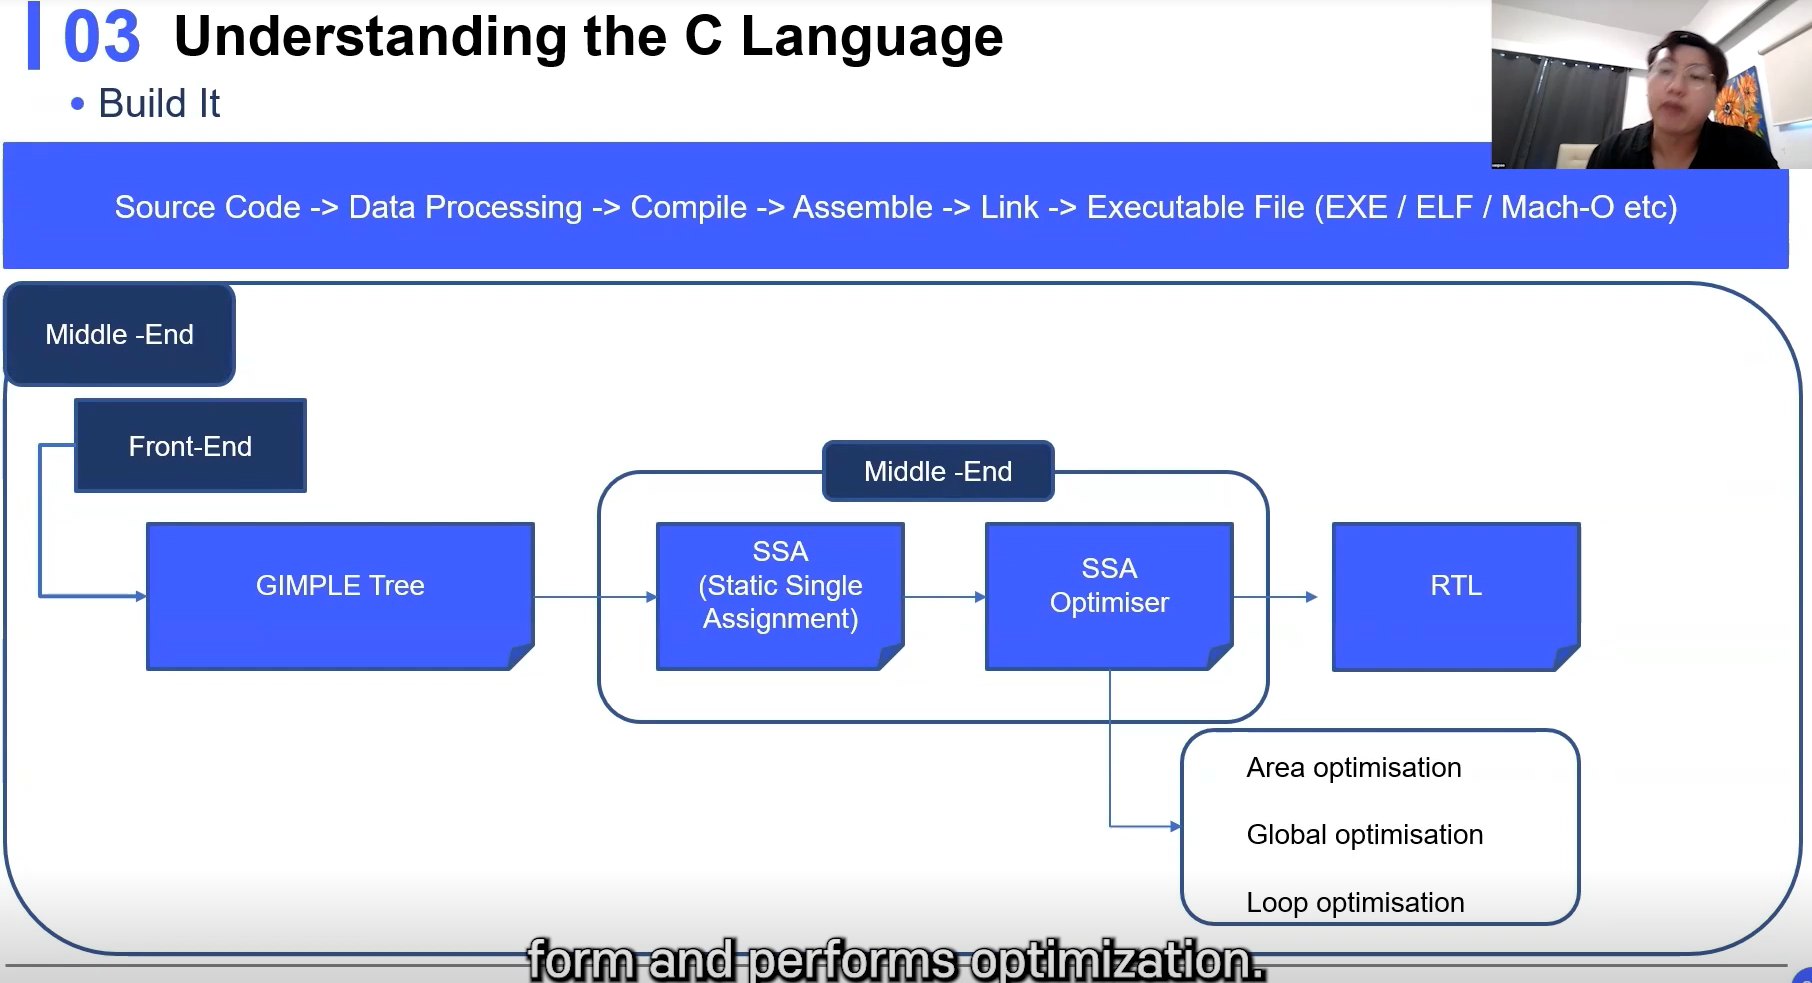 03 Understanding the C Language
• Build It
Source Code -> Data Processing -> Compile -> Assemble -> Link -> Executable File (EXE / ELF / Mach-O etc)
Middle -End
Front-End
Middle -End
GIMPLE Tree
SSA
(Static Single
Assignment)
SSA
Optimiser
RTL
Area optimisation
Global optimisation
Loop optimisation
form and performs optimization.